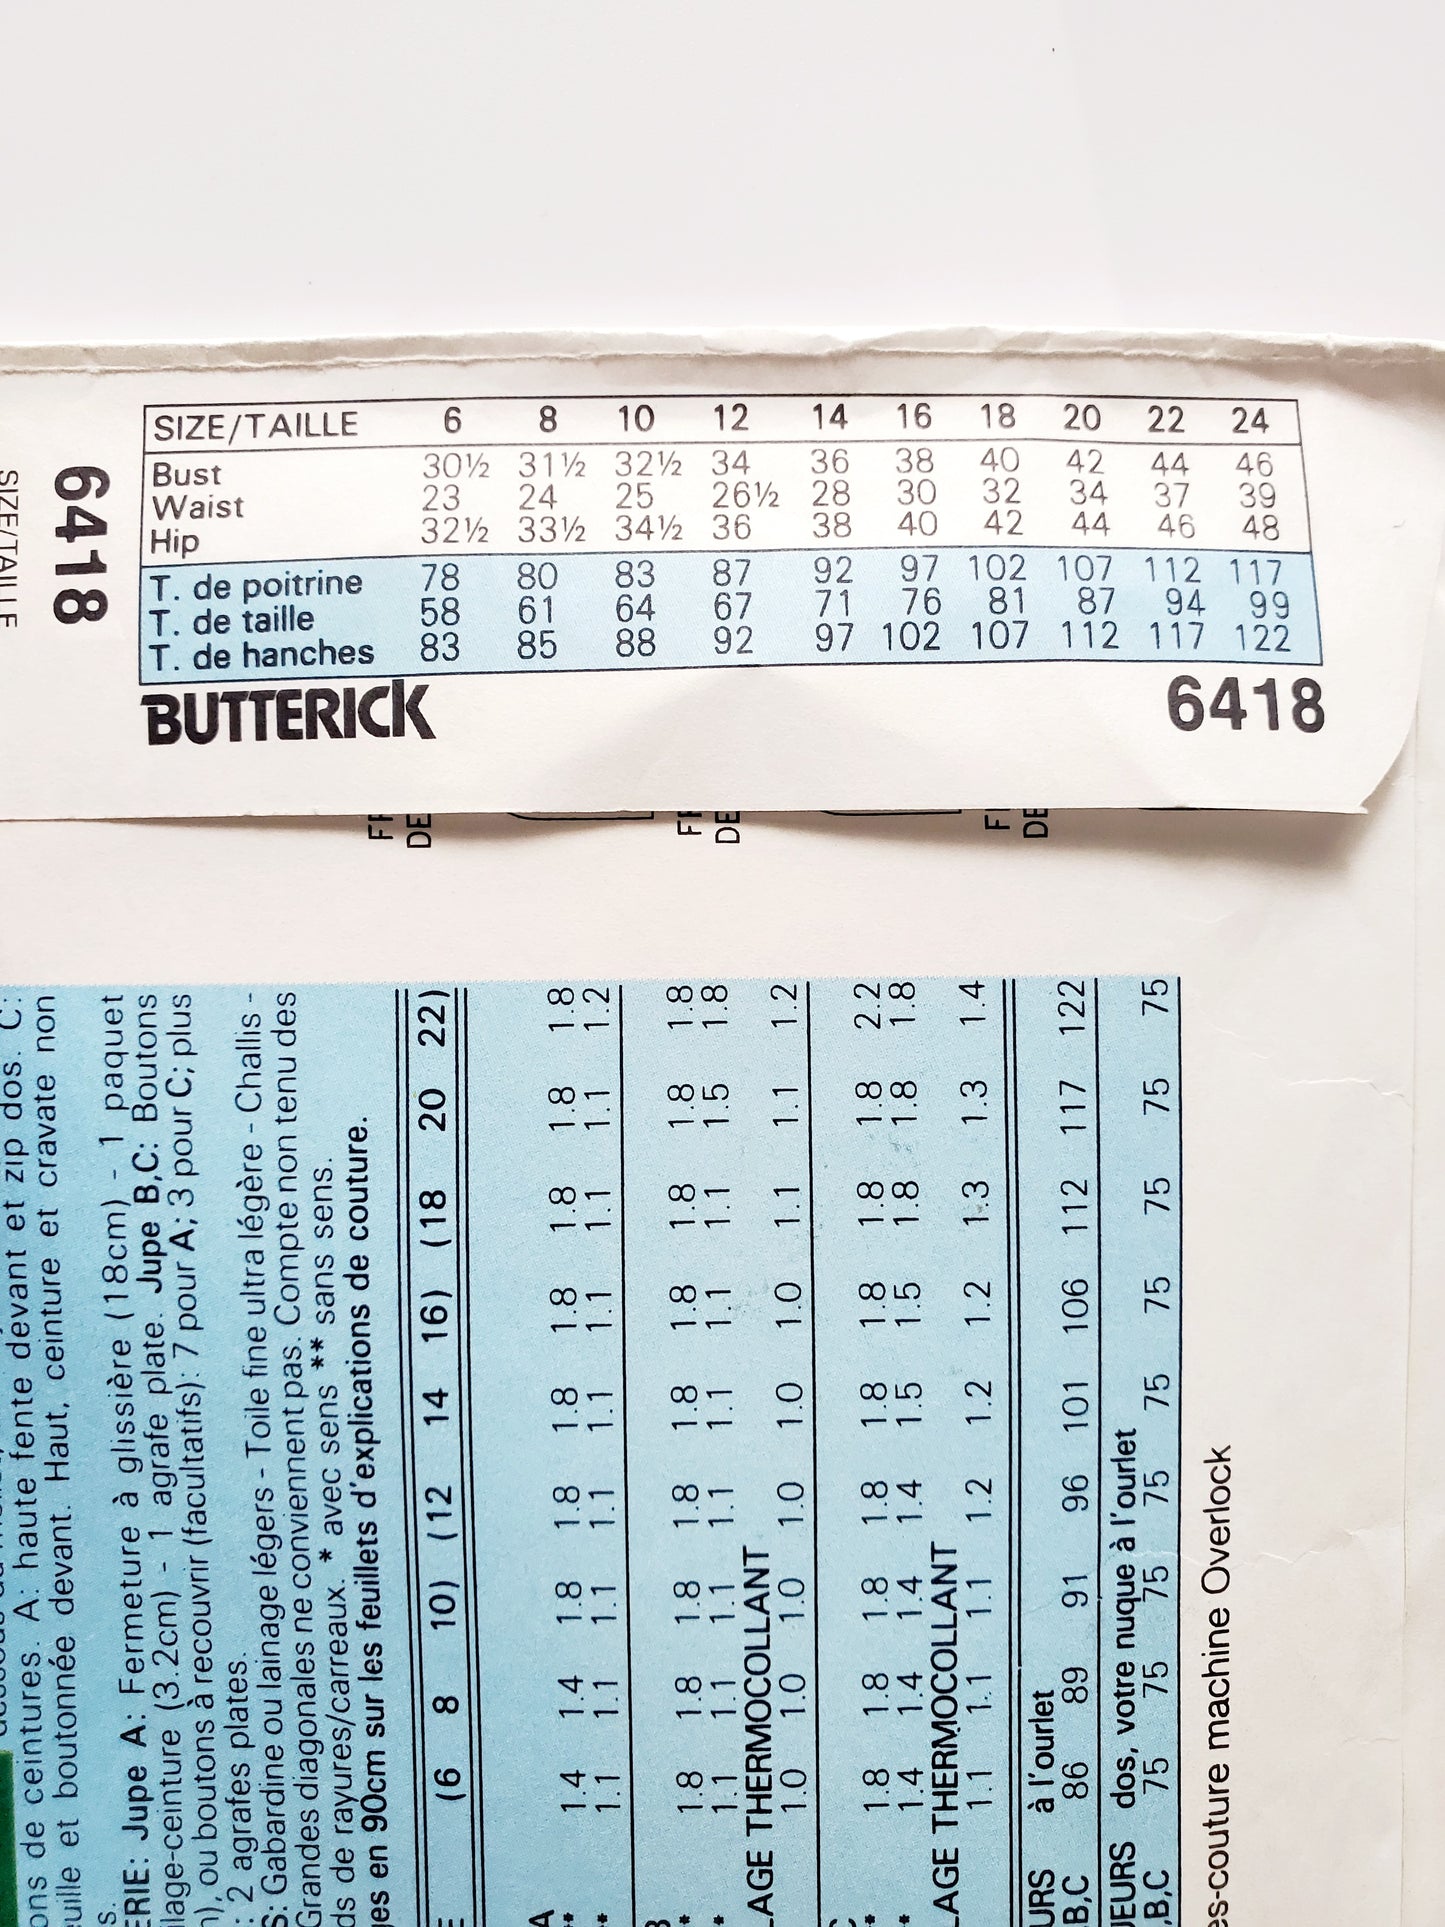 SIZE/TAILLE 6 8 10 12 14 16 18 20 22 24
Bust 30½ 31½ 32½ 34 36 38 40 42 44 46
Waist 23 24 25 26½ 28 30 32 34 37 39
Hip 32½ 33½ 34½ 36 38 40 42 44 46 48
T. de poitrine 78 80 83 87 92 97 102 107 112 117
T. de taille 58 61 64 67 71 76 81 87 94 99
T. de hanches 83 85 88 92 97 102 107 112 117 122
BUTTERICK 6418
6418
SIZE/TAILLE
FR
DE
FR
DE
FR
DE
ons de ceintures. A: haute fente devant et zip dos. C:
euille et boutonnée devant. Haut, ceinture et cravate non
s.
ERIE: Jupe A: Fermeture à glissière (18cm) - 1 paquet
llage-ceinture (3.2cm) - 1 agrafe plate. Jupe B,C: Boutons
), ou boutons à recouvrir (facultatifs): 7 pour A; 3 pour C; plus
: 2 agrafes plates.
S: Gabardine ou lainage légers - Toile fine ultra légère - Challis -
Grandes diagonales ne conviennent pas. Compte non tenu des
ds de rayures/carreaux. * avec sens ** sans sens.
ges en 90cm sur les feuillets d'explications de couture.
E (6 8 10) (12 14 16) (18 20 22)
A
** 1.4 1.4 1.8 1.8 1.8 1.8 1.8 1.8 1.8
** 1.1 1.1 1.1 1.1 1.1 1.1 1.1 1.1 1.2
B
* 1.8 1.8 1.8 1.8 1.8 1.8 1.8 1.8 1.8
* 1.1 1.1 1.1 1.1 1.1 1.1 1.1 1.5 1.8
LAGE THERMOCOLLANT
1.0 1.0 1.0 1.0 1.0 1.0 1.1 1.1 1.2
C
* 1.8 1.8 1.8 1.8 1.8 1.8 1.8 1.8 2.2
* 1.4 1.4 1.4 1.4 1.5 1.5 1.8 1.8 1.8
LAGE THERMOCOLLANT
1.1 1.1 1.1 1.2 1.2 1.2 1.3 1.3 1.4
URS à l'ourlet
B,C 86 89 91 96 101 106 112 117 122
UEURS dos, votre nuque à l'ourlet
,B,C 75 75 75 75 75 75 75 75 75
es-couture machine Overlock